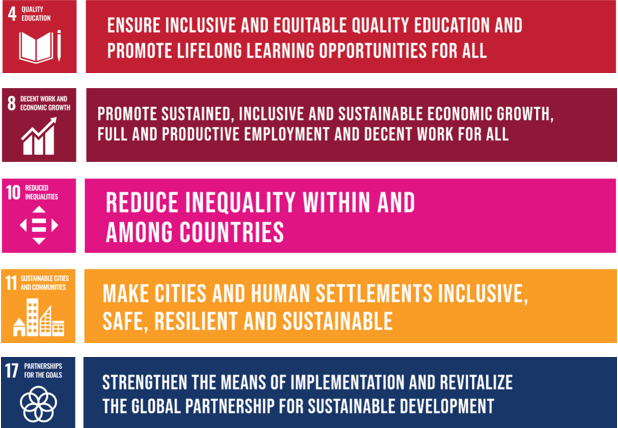 4 QUALITY
EDUCATION
ENSURE INCLUSIVE AND EQUITABLE QUALITY EDUCATION AND
PROMOTE LIFELONG LEARNING OPPORTUNITIES FOR ALL
8 DECENT WORK AND
ECONOMIC GROWTH
PROMOTE SUSTAINED, INCLUSIVE AND SUSTAINABLE ECONOMIC GROWTH,
FULL AND PRODUCTIVE EMPLOYMENT AND DECENT WORK FOR ALL
10 REDUCED
INEQUALITIES
REDUCE INEQUALITY WITHIN AND
AMONG COUNTRIES
11 SUSTAINABLE CITIES
AND COMMUNITIES
MAKE CITIES AND HUMAN SETTLEMENTS INCLUSIVE,
SAFE, RESILIENT AND SUSTAINABLE
17 PARTNERSHIPS
FOR THE GOALS
STRENGTHEN THE MEANS OF IMPLEMENTATION AND REVITALIZE
THE GLOBAL PARTNERSHIP FOR SUSTAINABLE DEVELOPMENT